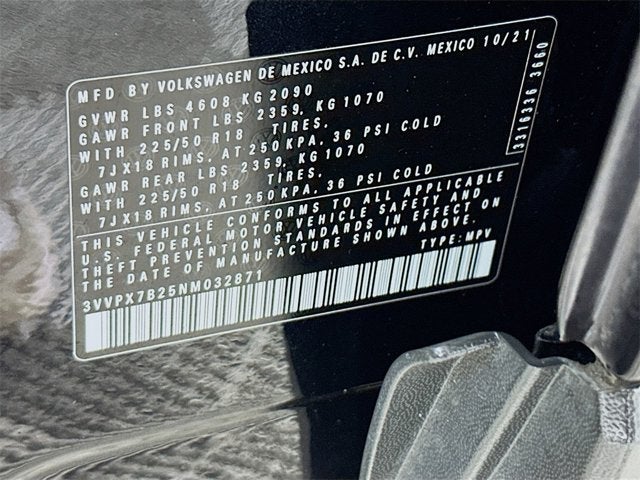 MFD BY VOLKSWAGEN DE MEXICO S.A. DE C.V. MEXICO 10/21
GVWR LBS 4608 KG 2090
GAWR FRONT LBS 2359, KG 1070
WITH 225/50 R18 TIRES,
7JX18 RIMS, AT 250 KPA, 36 PSI COLD
GAWR REAR LBS 2359, KG 1070
WITH 225/50 R18 TIRES,
7JX18 RIMS, AT 250 KPA, 36 PSI COLD
THIS VEHICLE CONFORMS TO ALL APPLICABLE
U.S. FEDERAL MOTOR VEHICLE SAFETY AND
THEFT PREVENTION STANDARDS IN EFFECT ON
THE DATE OF MANUFACTURE SHOWN ABOVE.
3VVPX7B25NM032871 TYPE: MPV
3316336 3660